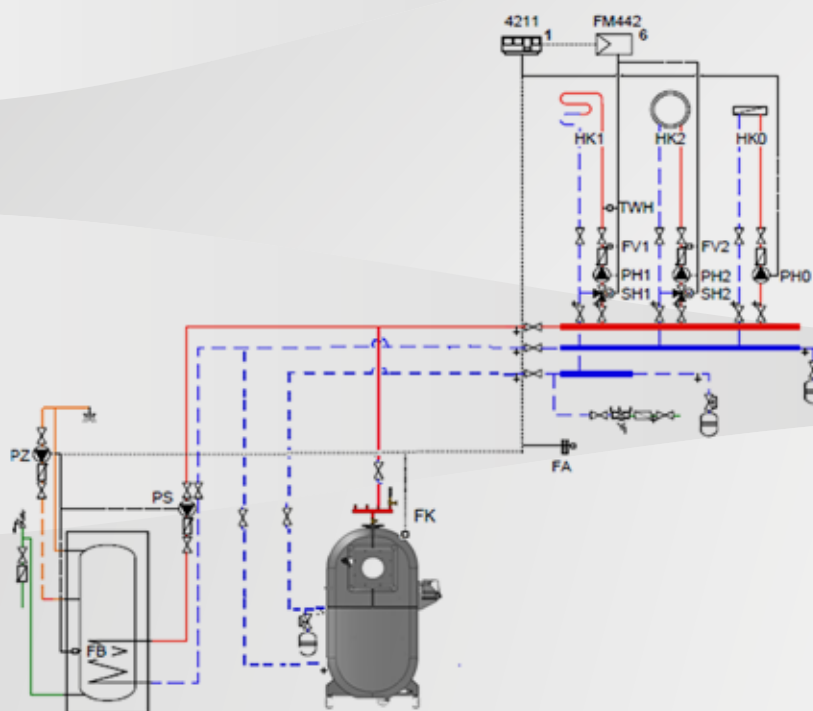 4211 FM442
1 6
HK1 HK2 HK0
TWH
FV1 FV2
PH1 PH2 PH0
SH1 SH2
PZ
FA
PS
FK
FB